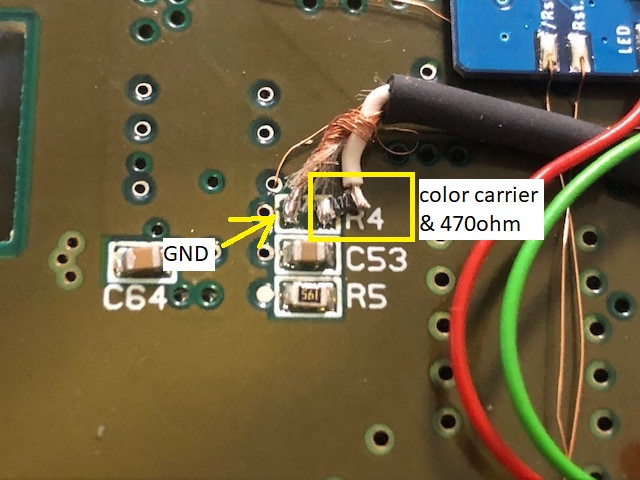 /Rs
Rst.
LED
color carrier
& 470ohm
R4
GND
C53
C64
561
R5